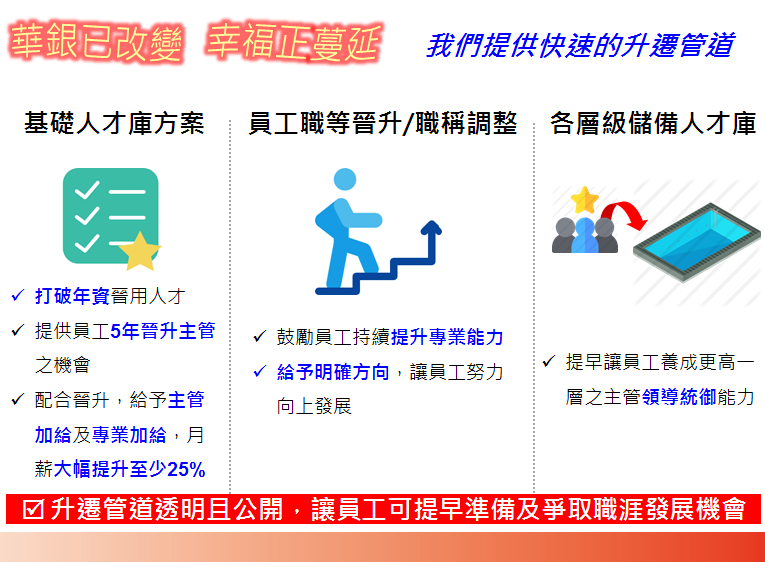 華銀已改變 幸福正蔓延 我們提供快速的升遷管道
基礎人才庫方案
打破年資晉用人才
提供員工5年晉升主管
之機會
配合晉升，給予主管
加給及專業加給，月
薪大幅提升至少25%
員工職等晉升/職稱調整
鼓勵員工持續提升專業能力
給予明確方向，讓員工努力
向上發展
各層級儲備人才庫
提早讓員工養成更高一
層之主管領導統御能力
升遷管道透明且公開，讓員工可提早準備及爭取職涯發展機會